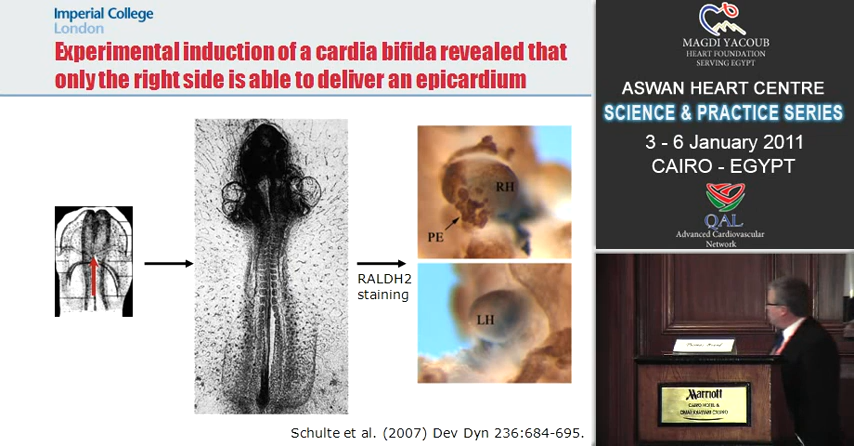 Imperial College
London
Experimental induction of a cardia bifida revealed that
only the right side is able to deliver an epicardium
RH
PE
RALDH2
staining
LH
Schulte et al. (2007) Dev Dyn 236:684-695.
MAGDI YACOUB
HEART FOUNDATION
SERVING EGYPT
ASWAN HEART CENTRE
SCIENCE & PRACTICE SERIES
3 - 6 January 2011
CAIRO - EGYPT
QAL
Advanced Cardiovascular
Network
Marriott
CAIRO HOTEL &
OMAR KHAYYAM CASINO